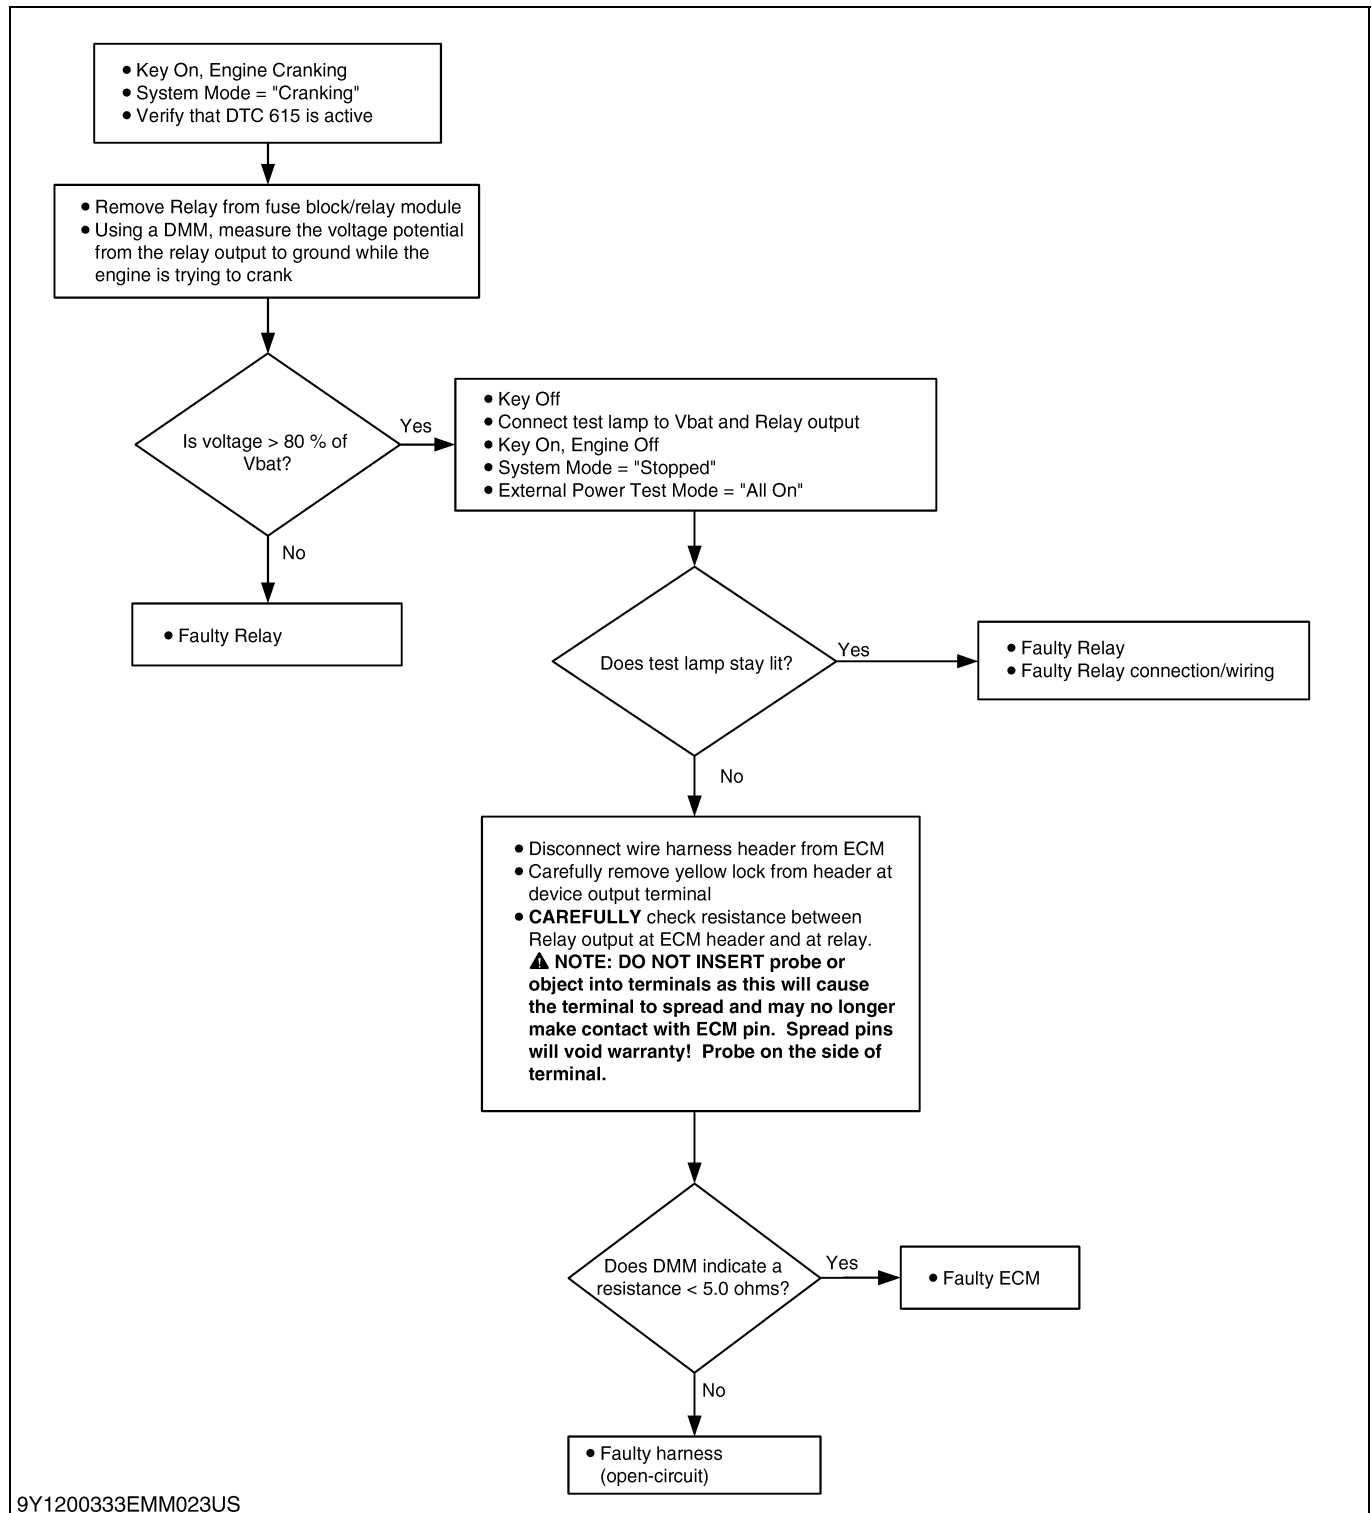 ● Key On, Engine Cranking
● System Mode = "Cranking"
● Verify that DTC 615 is active
● Remove Relay from fuse block/relay module
● Using a DMM, measure the voltage potential
from the relay output to ground while the
engine is trying to crank
Is voltage > 80 % of
Vbat?
Yes
● Key Off
● Connect test lamp to Vbat and Relay output
● Key On, Engine Off
● System Mode = "Stopped"
● External Power Test Mode = "All On"
No
● Faulty Relay
Does test lamp stay lit?
Yes
● Faulty Relay
● Faulty Relay connection/wiring
No
● Disconnect wire harness header from ECM
● Carefully remove yellow lock from header at
device output terminal
● CAREFULLY check resistance between
Relay output at ECM header and at relay.
⚠ NOTE: DO NOT INSERT probe or
object into terminals as this will cause
the terminal to spread and may no longer
make contact with ECM pin.  Spread pins
will void warranty!  Probe on the side of
terminal.
Does DMM indicate a
resistance < 5.0 ohms?
Yes
● Faulty ECM
No
● Faulty harness
(open-circuit)
9Y1200333EMM023US